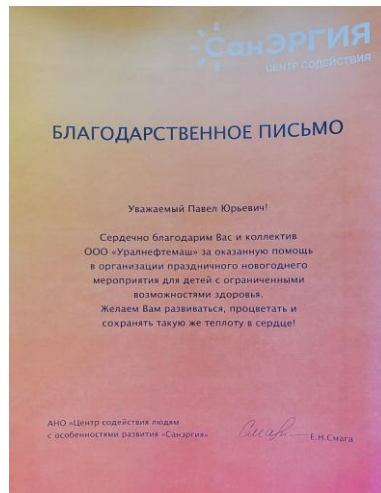 СанЭРГИЯ
ЦЕНТР СОДЕЙСТВИЯ
БЛАГОДАРСТВЕННОЕ ПИСЬМО
Уважаемый Павел Юрьевич!
Сердечно благодарим Вас и коллектив
ООО «Уралнефтемаш» за оказанную помощь
в организации праздничного новогоднего
мероприятия для детей с ограниченными
возможностями здоровья.
Желаем Вам развиваться, процветать и
сохранять такую же теплоту в сердце!
АНО «Центр содействия людям
с особенностями развития «Санэргия»
Е.Н.Смага